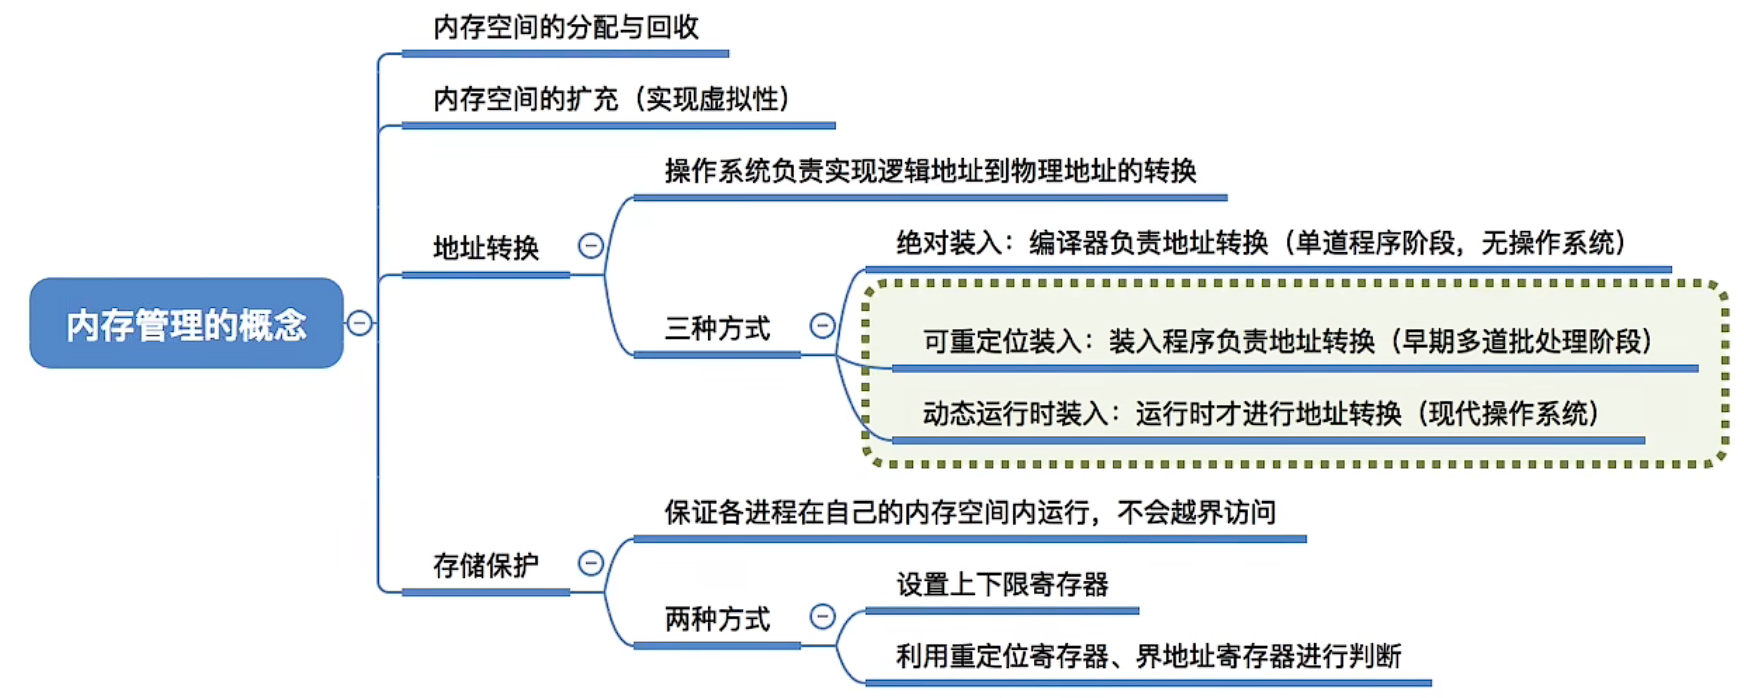 内存空间的分配与回收
内存空间的扩充（实现虚拟性）
操作系统负责实现逻辑地址到物理地址的转换
绝对装入：编译器负责地址转换（单道程序阶段，无操作系统）
地址转换
内存管理的概念
三种方式
可重定位装入：装入程序负责地址转换（早期多道批处理阶段）
动态运行时装入：运行时才进行地址转换（现代操作系统）
保证各进程在自己的内存空间内运行，不会越界访问
存储保护
设置上下限寄存器
两种方式
利用重定位寄存器、界地址寄存器进行判断